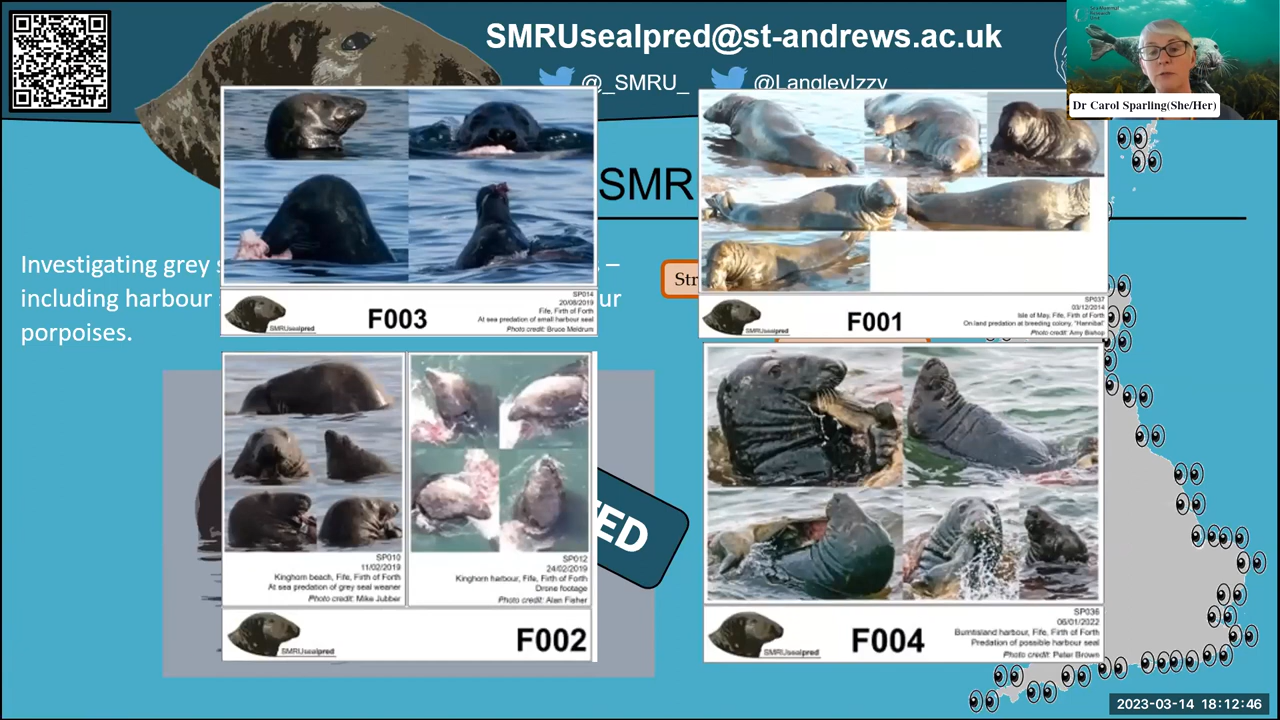 SMRUsealpred@st-andrews.ac.uk
@_SMRU_
@LangleyIzzy
Dr Carol Sparling(She/Her)
SMR
Investigating grey
–
including harbour
ur
porpoises.
Str
SP014
20/08/2019
Fife, Firth of Forth
At sea predation of small harbour seal
Photo credit: Bruce Meldrum
SMRUsealpred
F003
SP037
03/12/2014
Isle of May, Fife, Firth of Forth
On-land predation at breeding colony, "Hannibal"
Photo credit: Amy Bishop
SMRUsealpred
F001
SP010
11/02/2019
Kinghorn beach, Fife, Firth of Forth
At sea predation of grey seal weaner
Photo credit: Mike Jubber
SP012
24/02/2019
Kinghorn harbour, Fife, Firth of Forth
Drone footage
Photo credit: Alan Fisher
SMRUsealpred
F002
TED
SP036
06/01/2022
Burntisland harbour, Fife, Firth of Forth
Predation of possible harbour seal
Photo credit: Peter Brown
SMRUsealpred
F004
2023-03-14 18:12:46